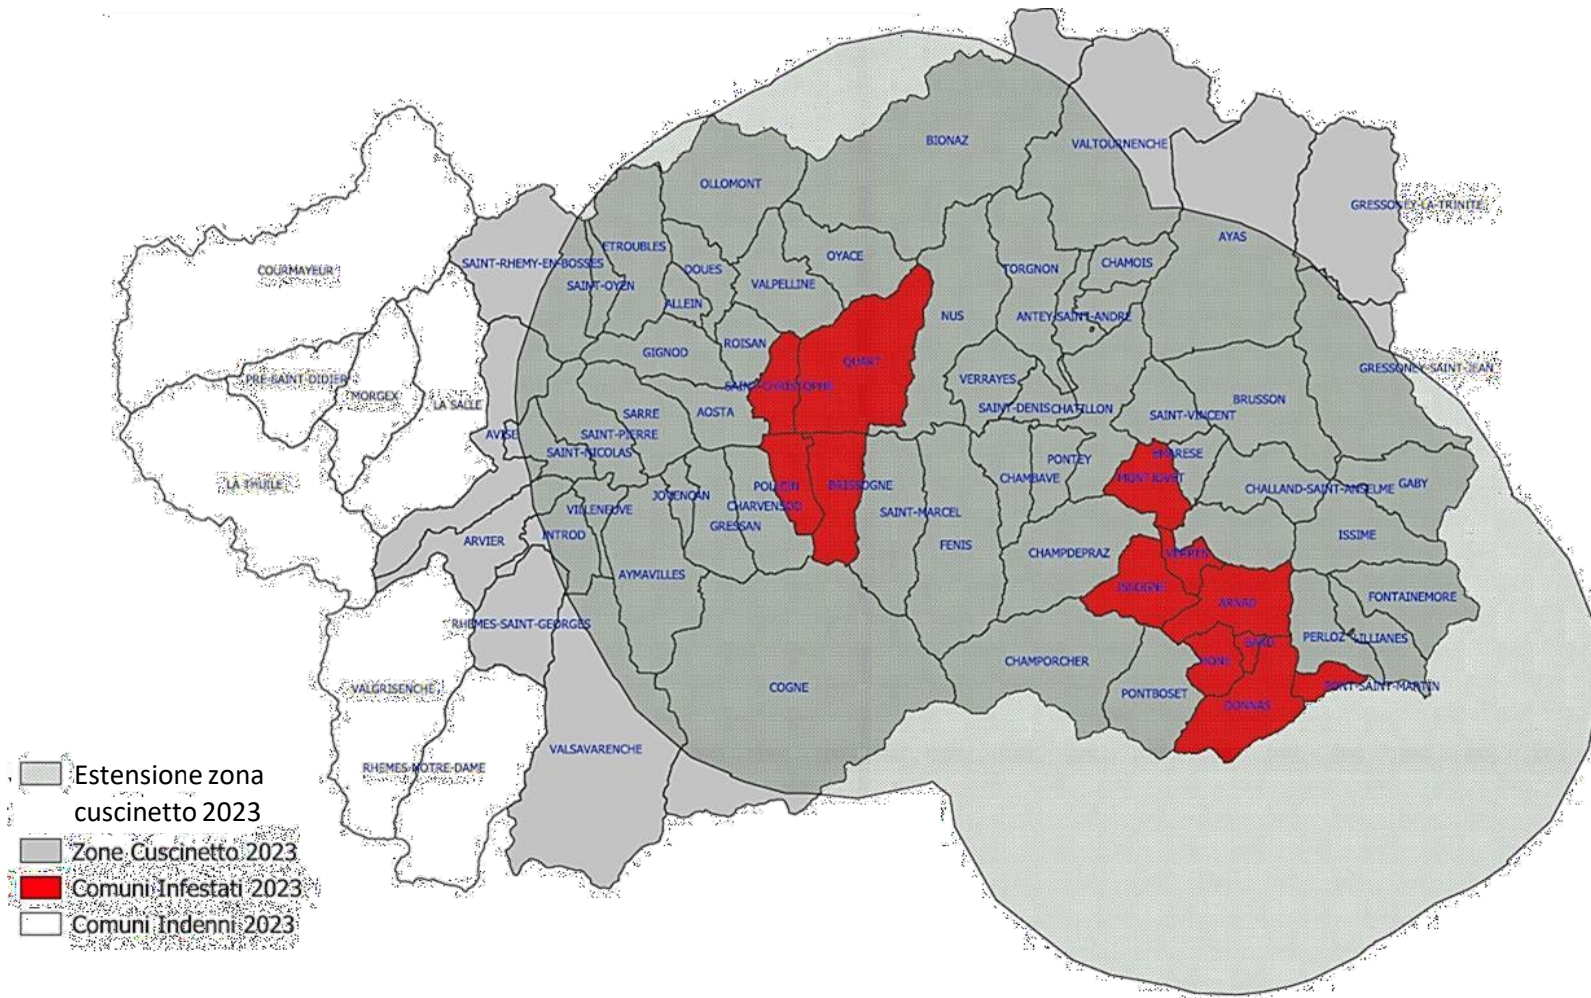 BIONAZ
VALTOURNENCHE
OLLOMONT
GRESSONEY-LA-TRINITE
AYAS
ETROUBLES
OYACE
SAINT-RHEMY-EN-BOSSES
CHAMOIS
COURMAYEUR
DOUES
TORGNON
VALPELLINE
SAINT-OYEN
ALLEIN
NUS
ANTEY-SAINT-ANDRE
ROISAN
GIGNOD
QUART
GRESSONEY-SAINT-JEAN
PRE-SAINT-DIDIER
VERRAYES
SAINT-CHRISTOPHE
MORGEX
BRUSSON
LA SALLE
SAINT-DENIS
CHATILLON
SARRE
AOSTA
SAINT-VINCENT
AVISE
SAINT-PIERRE
SAINT-NICOLAS
EMARESE
PONTEY
CHAMBAVE
MONTJOVET
LA THUILE
POLLEIN
BRISSOGNE
GABY
CHALLAND-SAINT-ANSELME
JOVENCAN
CHARVENSOD
VILLENEUVE
SAINT-MARCEL
GRESSAN
INTROD
ISSIME
ARVIER
FENIS
CHAMPDEPRAZ
VERRES
AYMAVILLES
ISSOGNE
FONTAINEMORE
ARNAD
RHEMES-SAINT-GEORGES
PERLOZ
LILLIANES
BARD
CHAMPORCHER
HONE
VALGRISENCHE
COGNE
PONT-SAINT-MARTIN
PONTBOSET
DONNAS
VALSAVARENCHE
RHEMES-NOTRE-DAME
Estensione zona
cuscinetto 2023
Zone Cuscinetto 2023
Comuni Infestati 2023
Comuni Indenni 2023